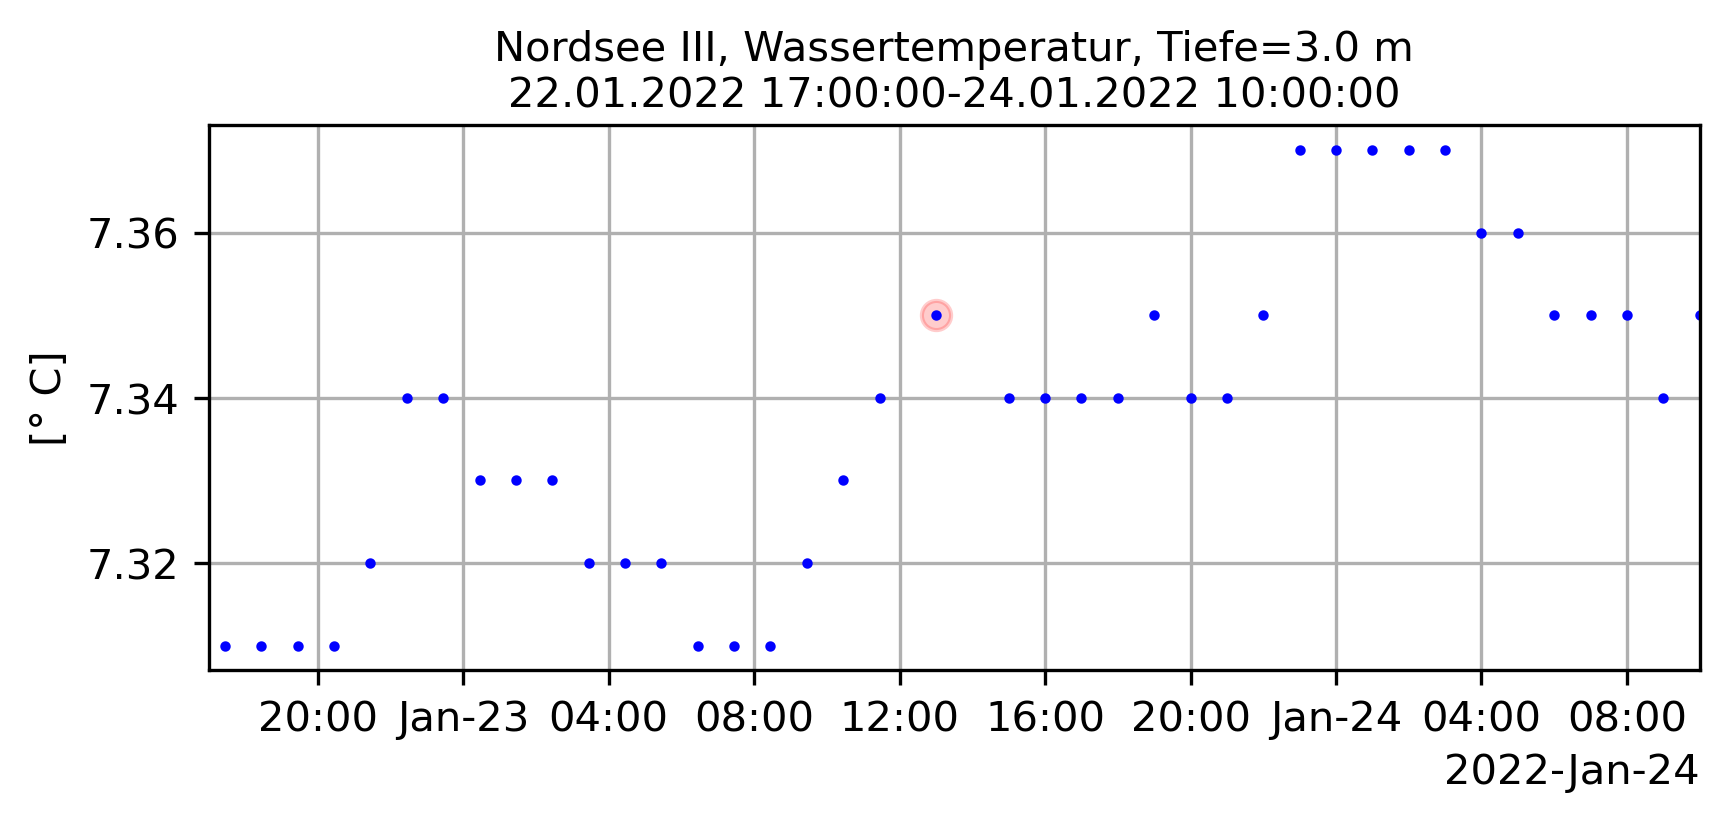 Nordsee III, Wassertemperatur, Tiefe=3.0 m
22.01.2022 17:00:00-24.01.2022 10:00:00
7.36
7.34
7.32
[° C]
20:00 Jan-23 04:00 08:00 12:00 16:00 20:00 Jan-24 04:00 08:00
2022-Jan-24